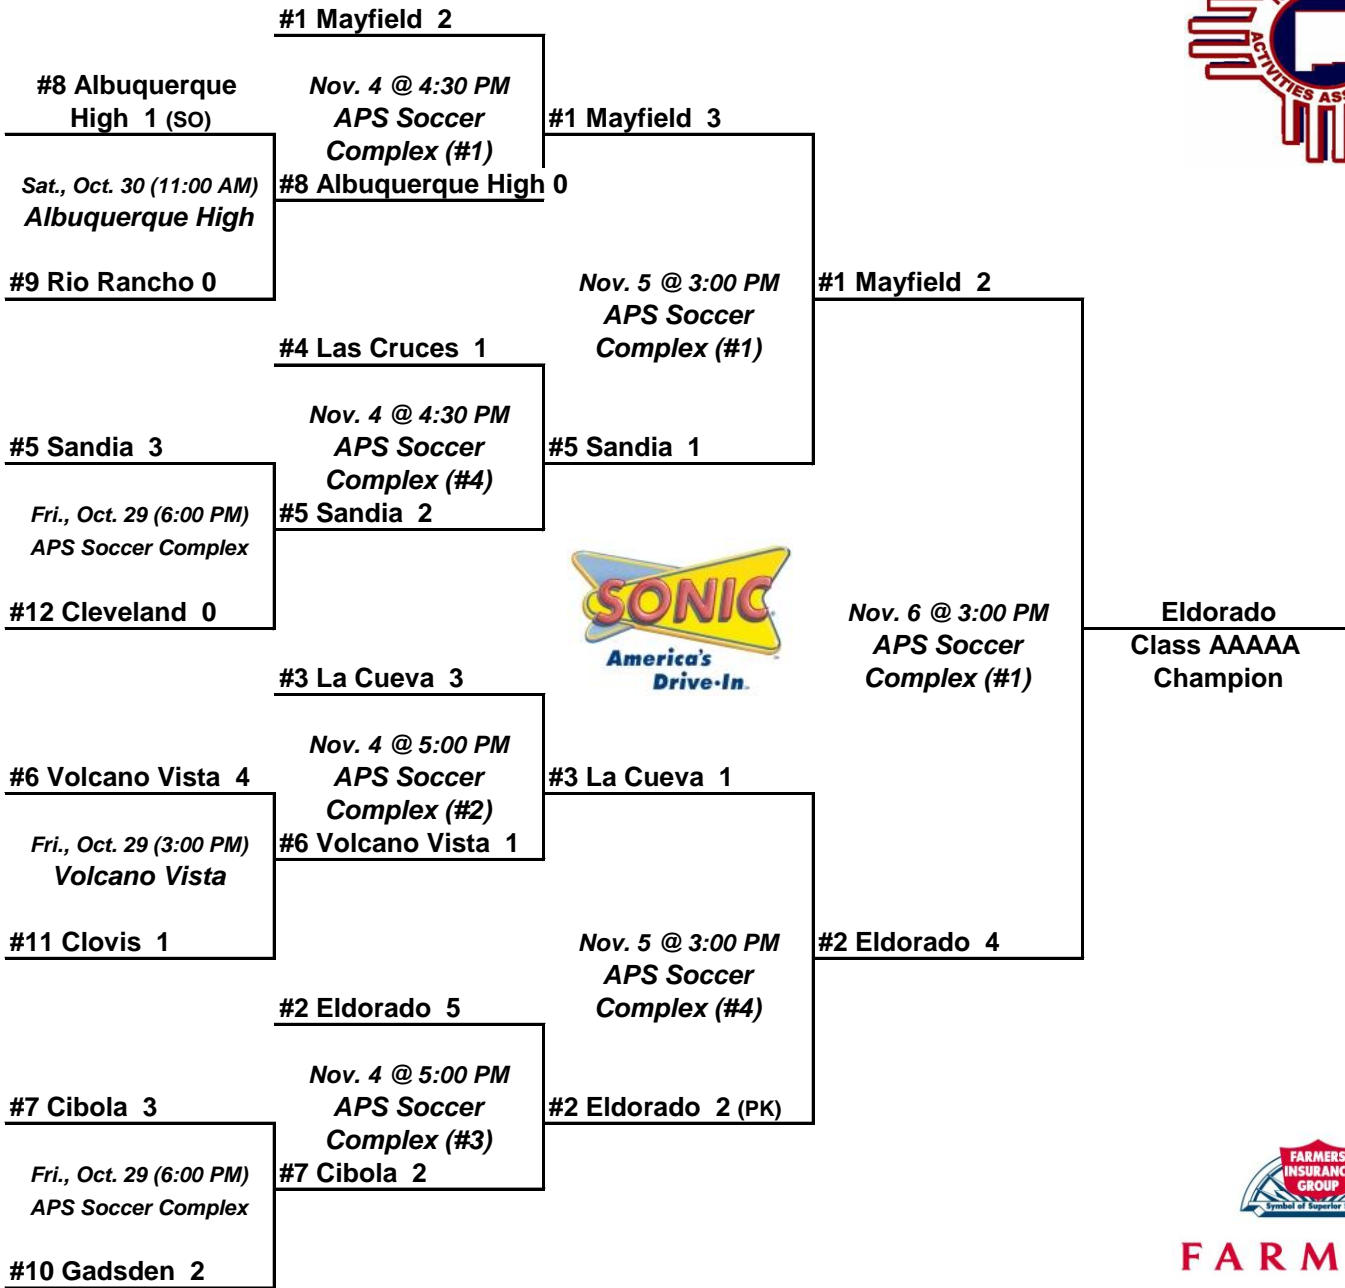 #1 Mayfield 2
#8 Albuquerque
High 1 (SO)
Nov. 4 @ 4:30 PM
APS Soccer
Complex (#1)
#1 Mayfield 3
Sat., Oct. 30 (11:00 AM)
Albuquerque High
#8 Albuquerque High 0
#9 Rio Rancho 0
Nov. 5 @ 3:00 PM
APS Soccer
Complex (#1)
#1 Mayfield 2
#4 Las Cruces 1
Nov. 4 @ 4:30 PM
APS Soccer
Complex (#4)
#5 Sandia 3
#5 Sandia 1
Fri., Oct. 29 (6:00 PM)
APS Soccer Complex
#5 Sandia 2
#12 Cleveland 0
SONIC
America's
Drive-In
Nov. 6 @ 3:00 PM
APS Soccer
Complex (#1)
Eldorado
Class AAAAA
Champion
#3 La Cueva 3
Nov. 4 @ 5:00 PM
APS Soccer
Complex (#2)
#6 Volcano Vista 4
#3 La Cueva 1
Fri., Oct. 29 (3:00 PM)
Volcano Vista
#6 Volcano Vista 1
#11 Clovis 1
Nov. 5 @ 3:00 PM
APS Soccer
Complex (#4)
#2 Eldorado 4
#2 Eldorado 5
Nov. 4 @ 5:00 PM
APS Soccer
Complex (#3)
#7 Cibola 3
#2 Eldorado 2 (PK)
Fri., Oct. 29 (6:00 PM)
APS Soccer Complex
#7 Cibola 2
#10 Gadsden 2
FARMERS
INSURANC
GROUP
Symbol of Superior
FARM